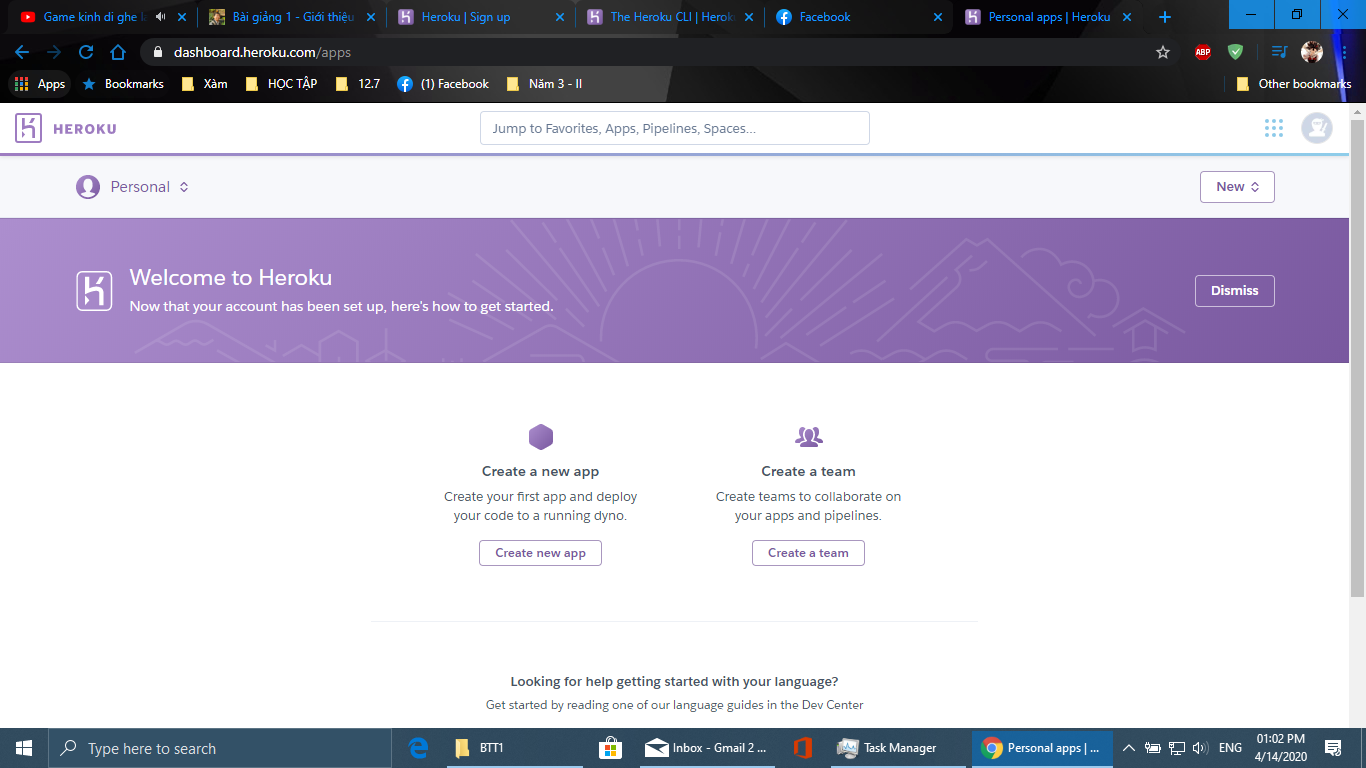 Game kinh di ghe l
Bài giảng 1 - Giới thiệu
Heroku | Sign up
The Heroku CLI | Herok
Facebook
Personal apps | Heroku
dashboard.heroku.com/apps
ABP
Apps
Bookmarks
Xàm
HỌC TẬP
12.7
(1) Facebook
Năm 3 - II
Other bookmarks
HEROKU
Jump to Favorites, Apps, Pipelines, Spaces...
Personal
New
Welcome to Heroku
Now that your account has been set up, here's how to get started.
Dismiss
Create a new app
Create your first app and deploy
your code to a running dyno.
Create new app
Create a team
Create teams to collaborate on
your apps and pipelines.
Create a team
Looking for help getting started with your language?
Get started by reading one of our language guides in the Dev Center
Type here to search
BTT1
Inbox - Gmail 2 ...
Task Manager
Personal apps | ...
ENG
01:02 PM
4/14/2020